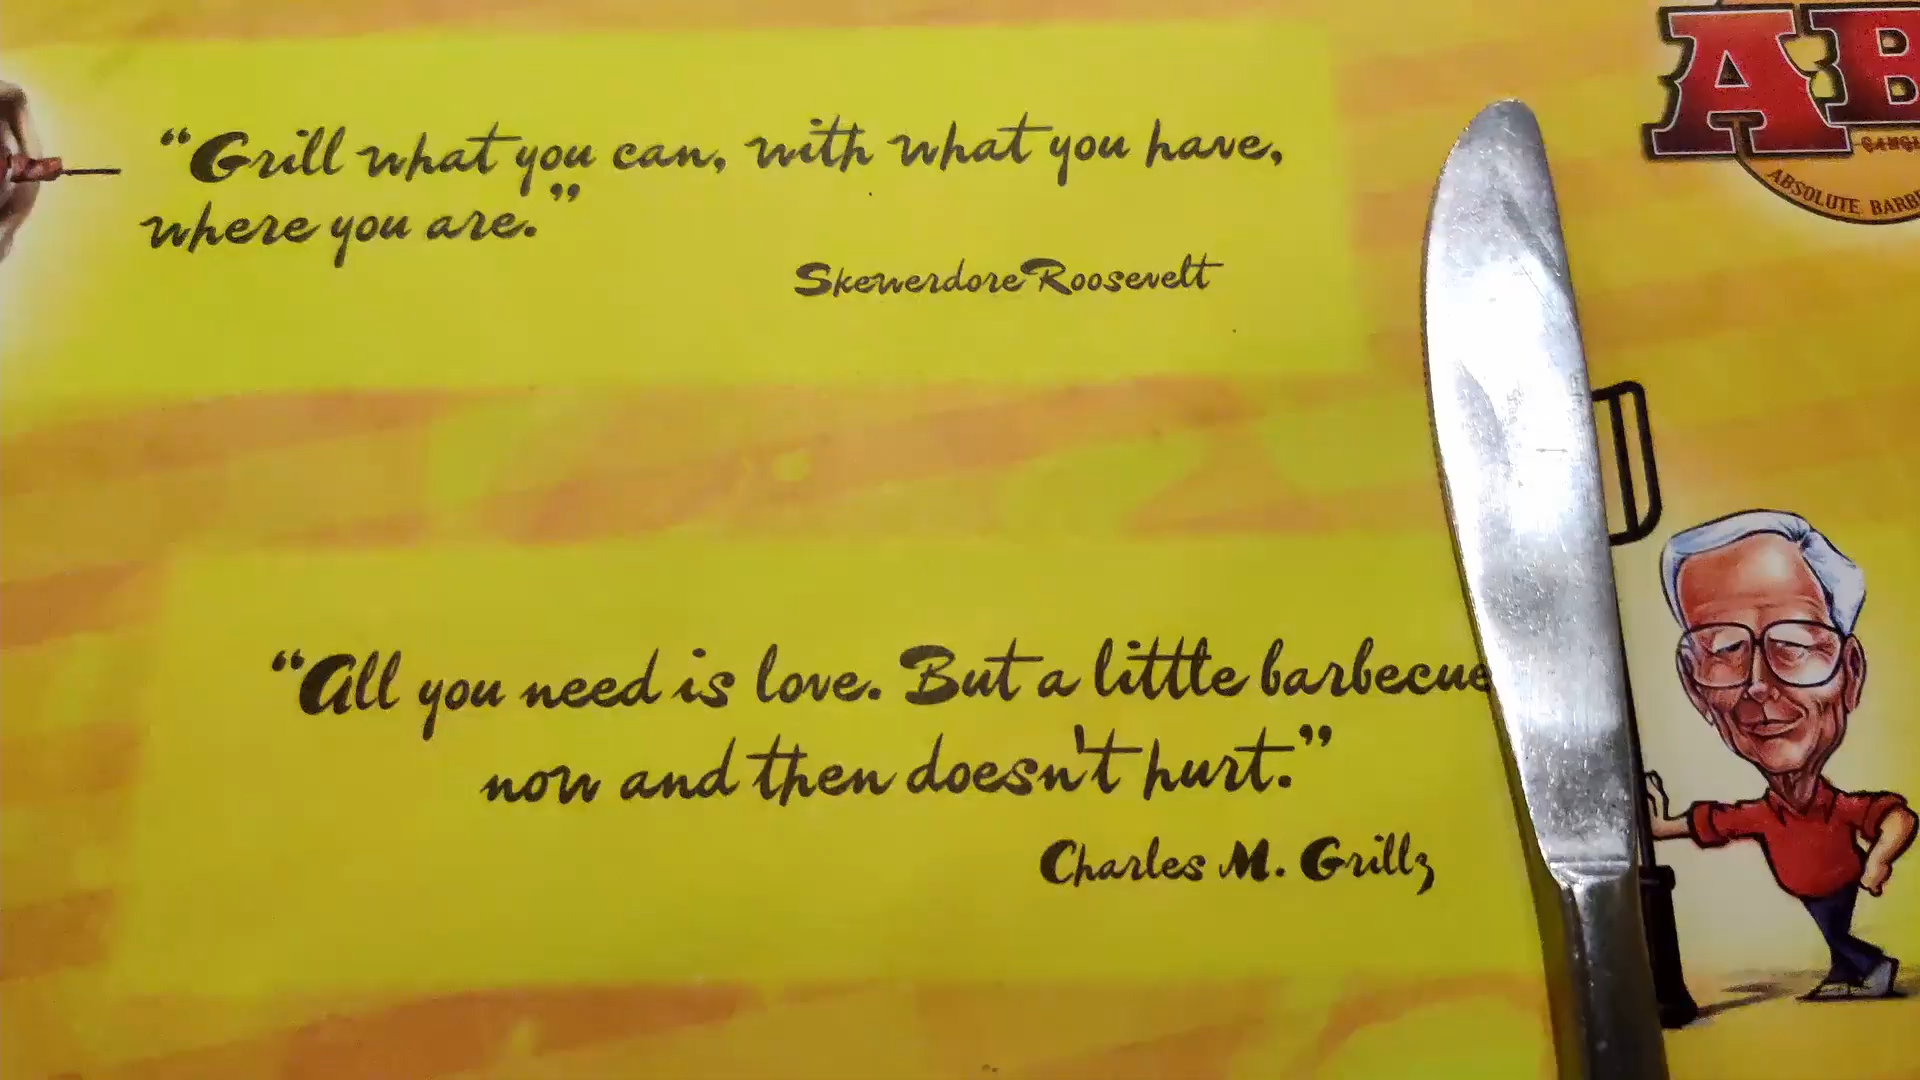 “Grill what you can, with what you have,
where you are.”
Skewerdore Roosevelt
AB
ABSOLUTE
“All you need is love. But a little barbecue
now and then doesn't hurt.”
Charles M. Grillz